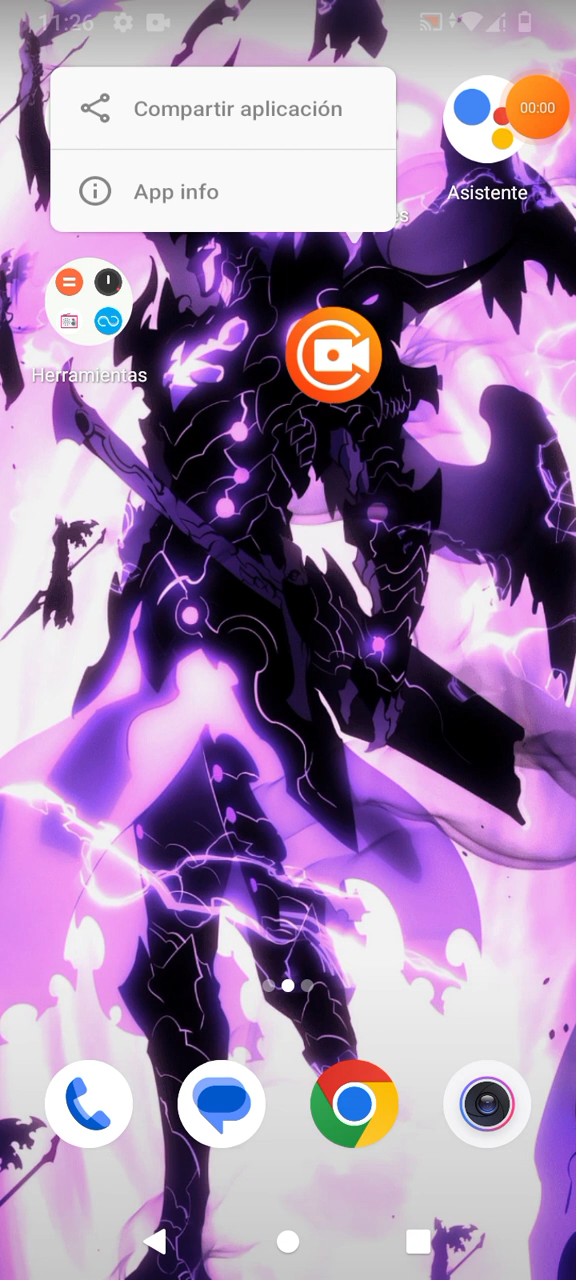 11:26
Compartir aplicación
00:00
App info
Asistente
Herramientas